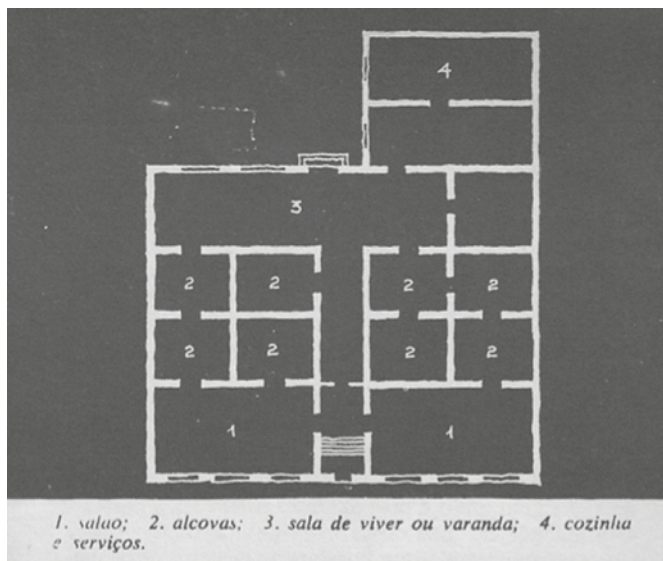 4
3
2 2 2 2
2 2 2 2
1 1
1. salao; 2. alcovas; 3. sala de viver ou varanda; 4. cozinha
e serviços.